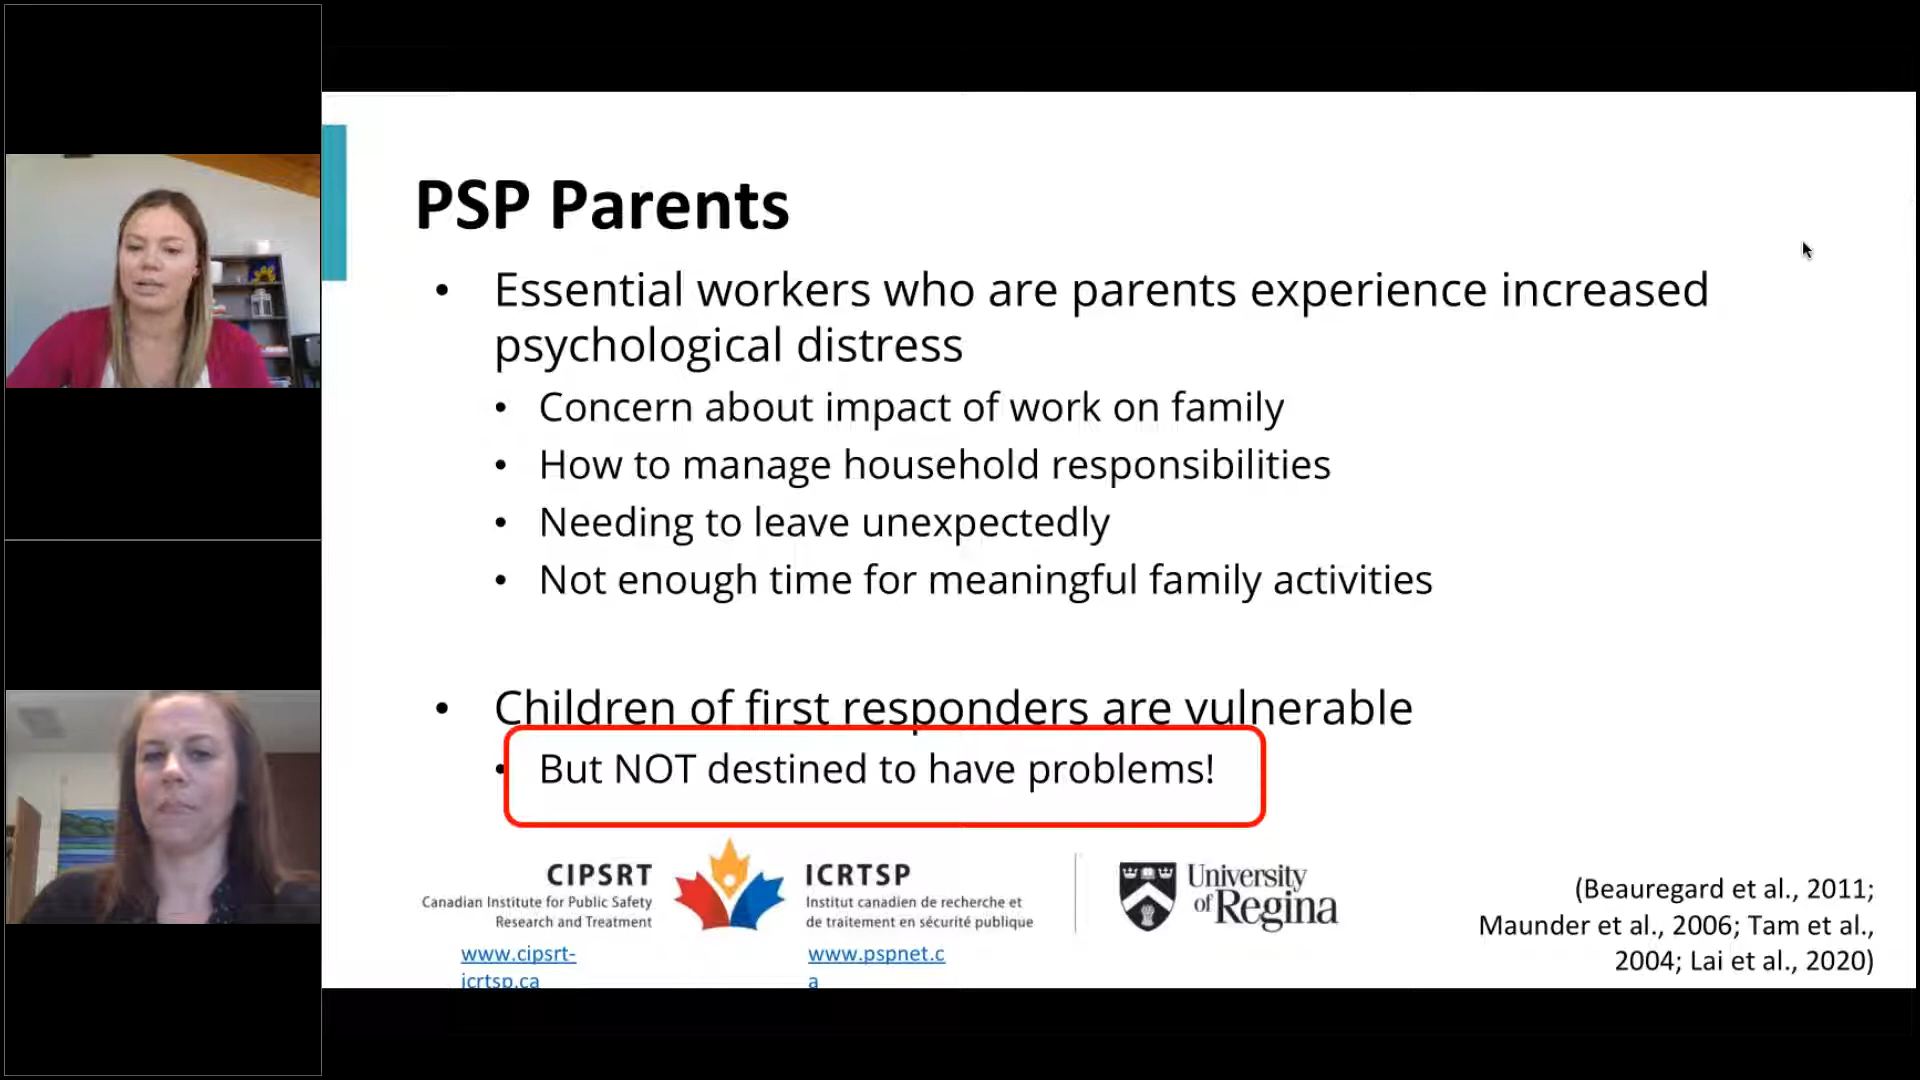 PSP Parents
• Essential workers who are parents experience increased
psychological distress
• Concern about impact of work on family
• How to manage household responsibilities
• Needing to leave unexpectedly
• Not enough time for meaningful family activities
• Children of first responders are vulnerable
• But NOT destined to have problems!
CIPSRT
Canadian Institute for Public Safety
Research and Treatment
www.cipsrt-
icrtsp.ca
ICRTSP
Institut canadien de recherche et
de traitement en sécurité publique
www.pspnet.c
a
University
of Regina
(Beauregard et al., 2011;
Maunder et al., 2006; Tam et al.,
2004; Lai et al., 2020)